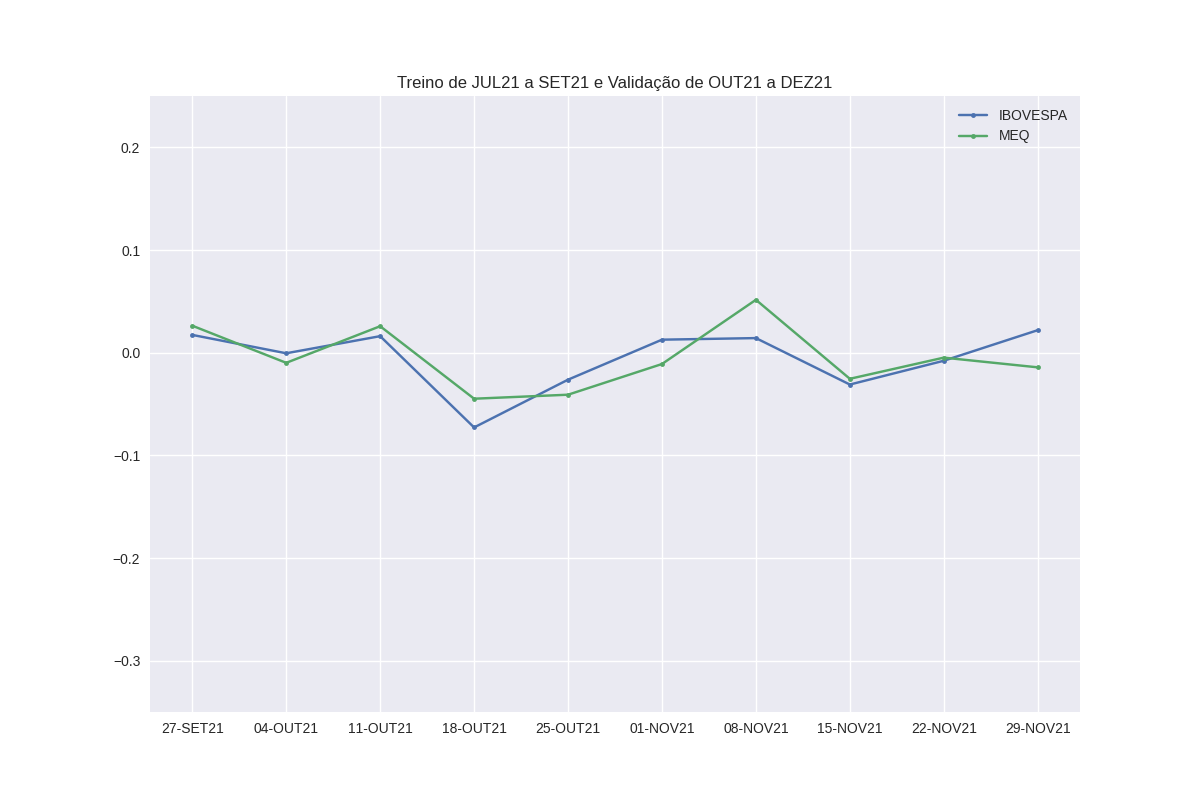 Treino de JUL21 a SET21 e Validação de OUT21 a DEZ21
IBOVESPA
MEQ
0.2
0.1
0.0
−0.1
−0.2
−0.3
27-SET21 04-OUT21 11-OUT21 18-OUT21 25-OUT21 01-NOV21 08-NOV21 15-NOV21 22-NOV21 29-NOV21